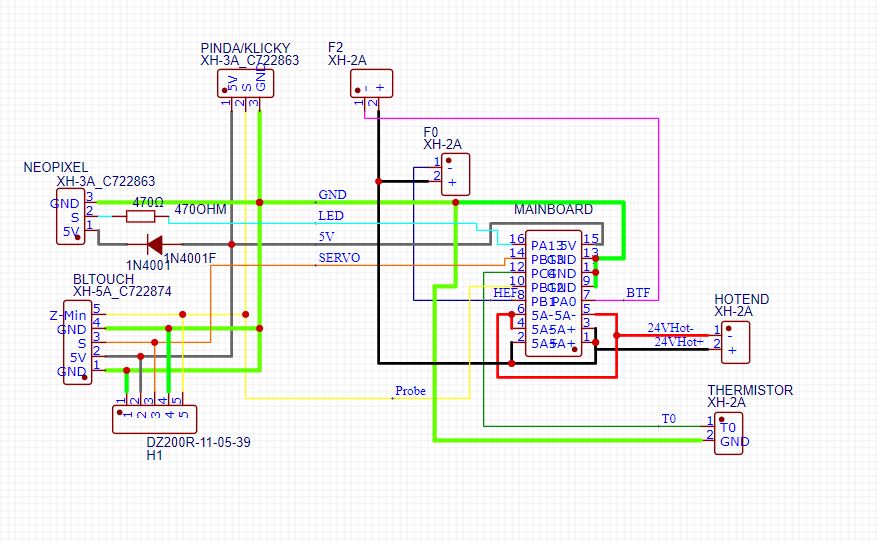 PINDA/KLICKY
XH-3A_C722863
5V
S
GND
1
2
3
F2
XH-2A
-
+
1
2
F0
XH-2A
1 -
2 +
NEOPIXEL
XH-3A_C722863
GND 3
S 2
5V 1
470Ω
470OHM
1N4001
1N4001F
GND
LED
5V
SERVO
HEF
BTF
Probe
T0
24VHot-
24VHot+
MAINBOARD
16 PA13 5V 15
14 GND 13
12 PC4 GND
10 GND 9
8 PB1 PA0 7
6 5A- 5A- 5
4 5A- 5A+ 3
2 5A+ 5A+ 1
BLTOUCH
XH-5A_C722874
Z-Min 5
GND 4
S 3
5V 2
GND 1
1 2 3 4 5
1 2 3 4 5
DZ200R-11-05-39
H1
HOTEND
XH-2A
1 -
2 +
THERMISTOR
XH-2A
1 T0
2 GND